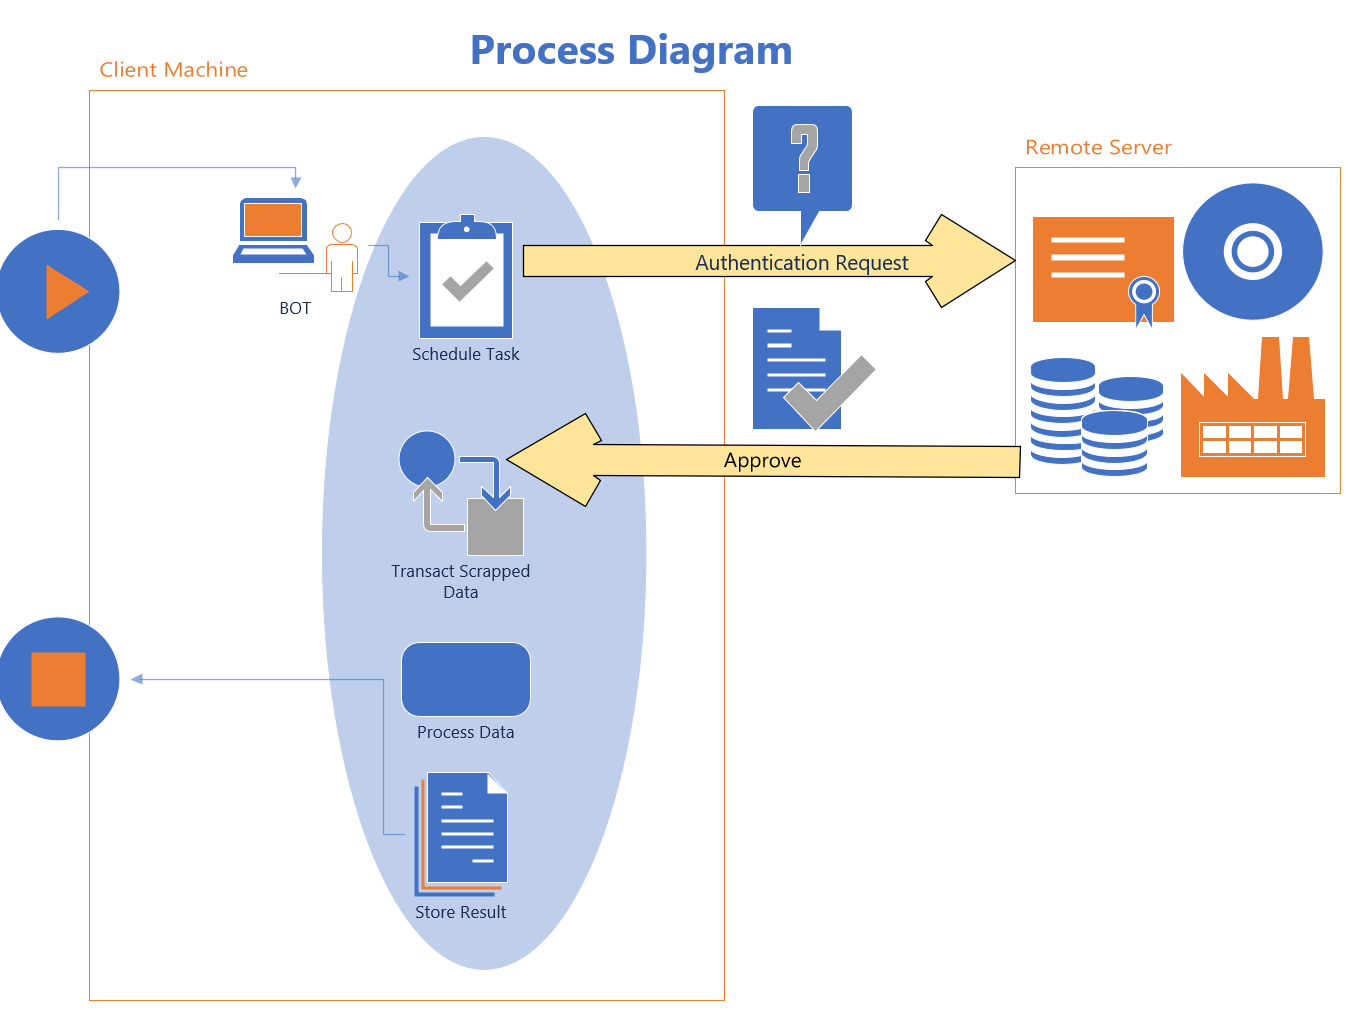 Process Diagram
Client Machine
Remote Server
?
Authentication Request
BOT
Schedule Task
Approve
Transact Scrapped
Data
Process Data
Store Result